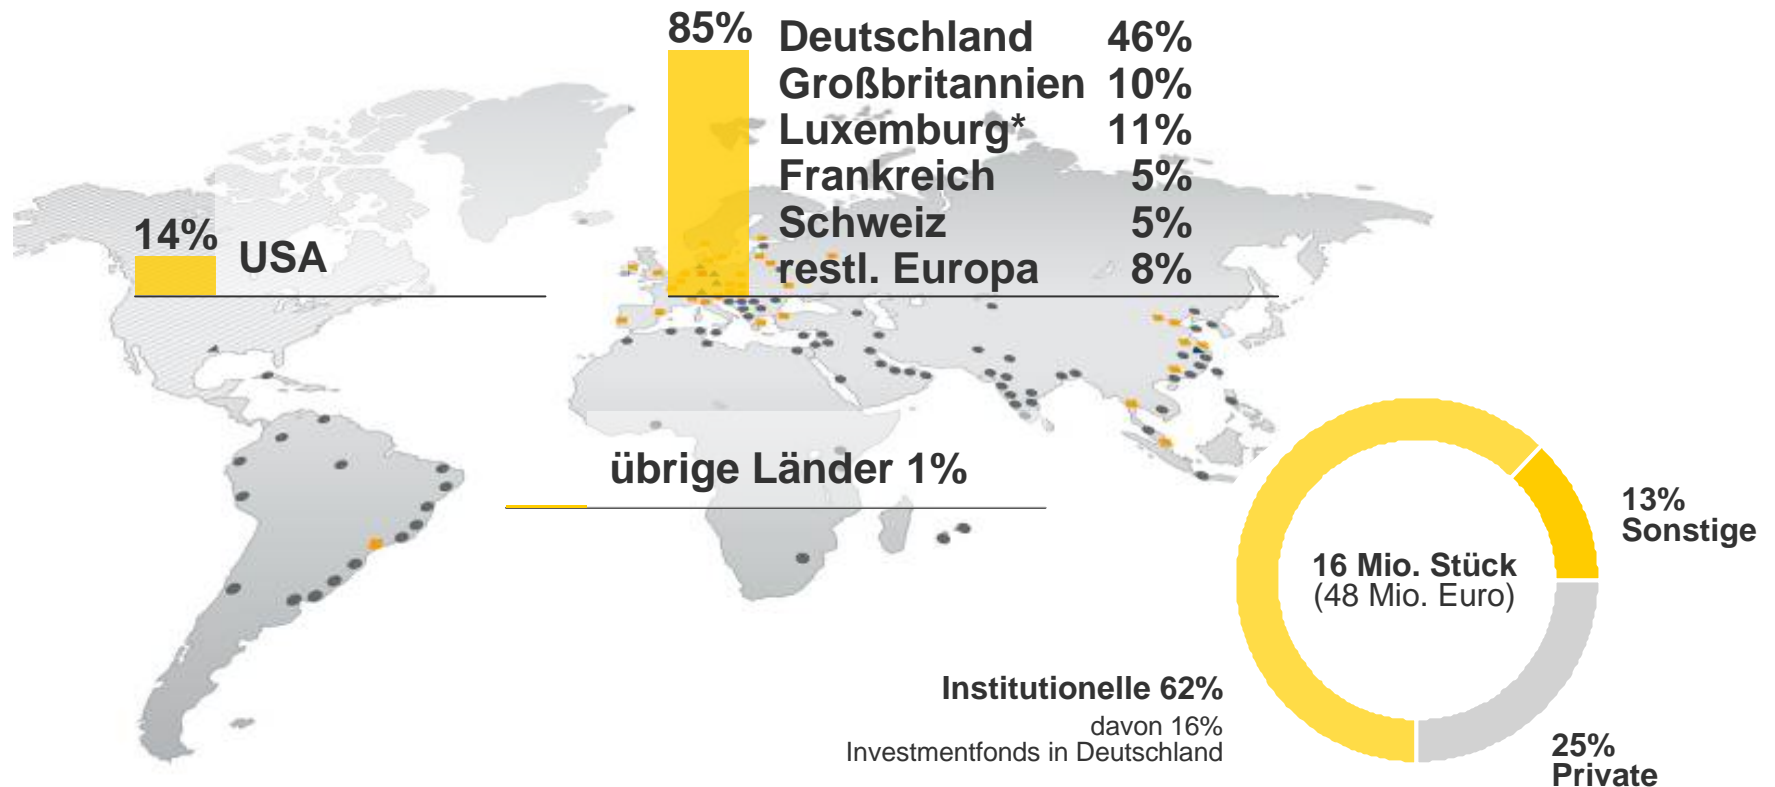 85%
Deutschland 46%
Großbritannien 10%
Luxemburg* 11%
Frankreich 5%
Schweiz 5%
restl. Europa 8%
14%
USA
übrige Länder 1%
13%
Sonstige
16 Mio. Stück
(48 Mio. Euro)
Institutionelle 62%
davon 16%
Investmentfonds in Deutschland
25%
Private